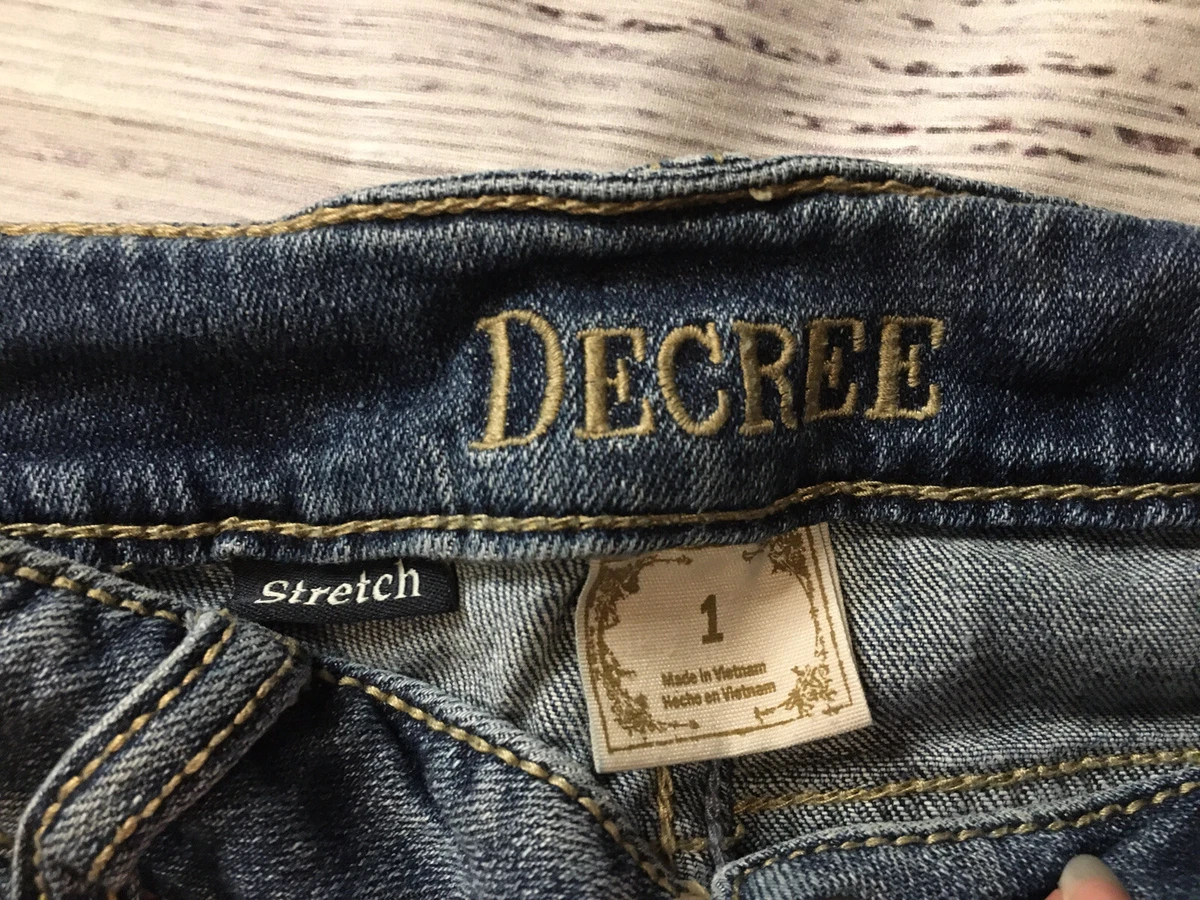 DECREE
Stretch
1
Made in Vietnam
Hecho en Vietnam